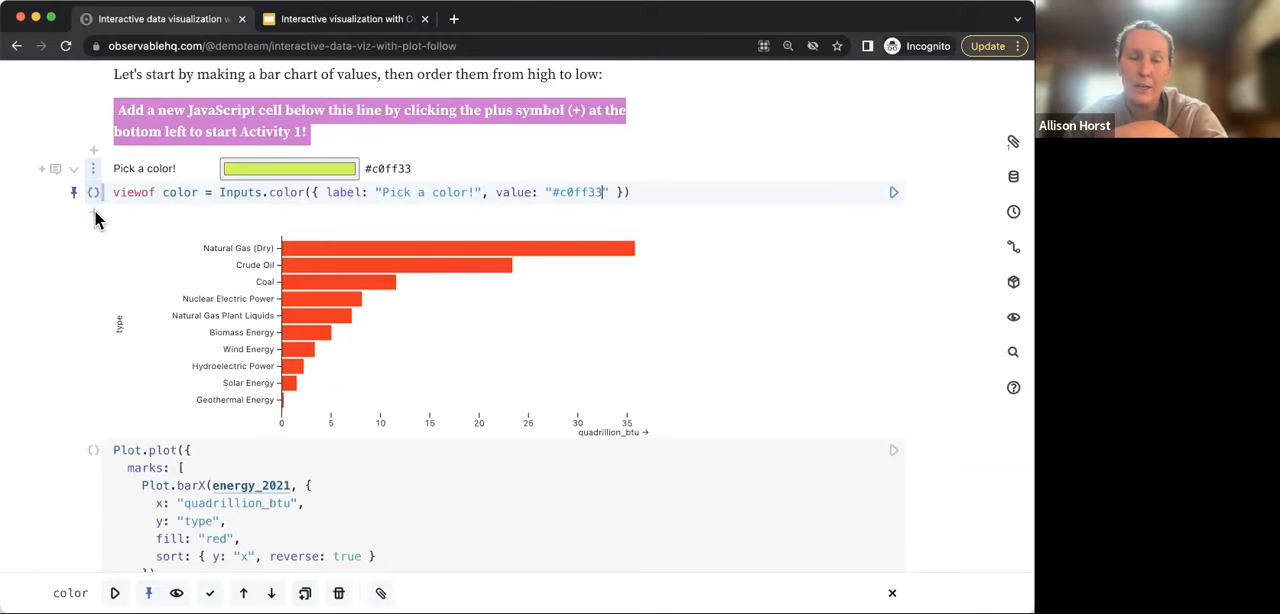 Interactive data visualization w
Interactive visualization with O
observablehq.com/@demoteam/interactive-data-viz-with-plot-follow
Incognito
Update
Let's start by making a bar chart of values, then order them from high to low:
Add a new JavaScript cell below this line by clicking the plus symbol (+) at the
bottom left to start Activity 1!
Pick a color!
#c0ff33
viewof color = Inputs.color({ label: "Pick a color!", value: "#c0ff33" })
Natural Gas (Dry)
Crude Oil
Coal
Nuclear Electric Power
Natural Gas Plant Liquids
Biomass Energy
Wind Energy
Hydroelectric Power
Solar Energy
Geothermal Energy
type
0 5 10 15 20 25 30 35
quadrillion_btu →
Plot.plot({
marks: [
Plot.barX(energy_2021, {
x: "quadrillion_btu",
y: "type",
fill: "red",
sort: { y: "x", reverse: true }
color
Allison Horst